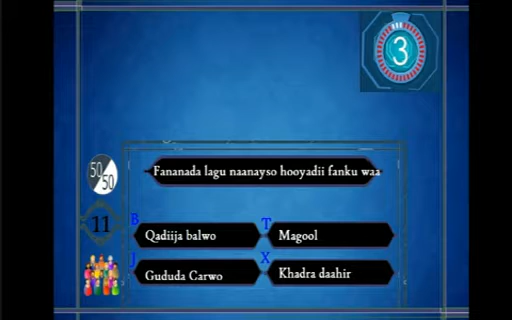 3
Fananada lagu naanayso hooyadii fanku waa
50
50
11
B
Qadiija balwo
T
Magool
J
Gududa Carwo
X
Khadra daahir